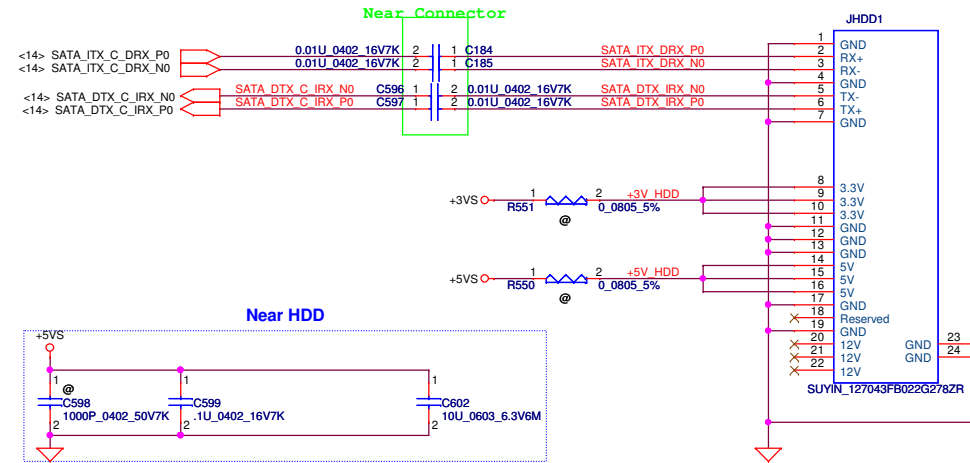 Near Connector
JHDD1
<14> SATA_ITX_C_DRX_P0 0.01U_0402_16V7K 2 1 C184 SATA_ITX_DRX_P0 2 RX+
<14> SATA_ITX_C_DRX_N0 0.01U_0402_16V7K 2 1 C185 SATA_ITX_DRX_N0 3 RX-
1 GND
4 GND
<14> SATA_DTX_C_IRX_N0 SATA_DTX_C_IRX_N0 C596 1 2 0.01U_0402_16V7K SATA_DTX_IRX_N0 5 TX-
<14> SATA_DTX_C_IRX_P0 SATA_DTX_C_IRX_P0 C597 1 2 0.01U_0402_16V7K SATA_DTX_IRX_P0 6 TX+
7 GND
8 3.3V
+3VS 1 2 +3V_HDD 9 3.3V
R551 0_0805_5% 10 3.3V
@
11 GND
12 GND
13 GND
14 5V
+5VS 1 2 +5V_HDD 15 5V
R550 0_0805_5% 16 5V
@
17 GND
18 Reserved
19 GND
20 12V GND 23
21 12V GND 24
22 12V
SUYIN_127043FB022G278ZR
Near HDD
+5VS
1 @ 1 1
C598 C599 C602
1000P_0402_50V7K .1U_0402_16V7K 10U_0603_6.3V6M
2 2 2